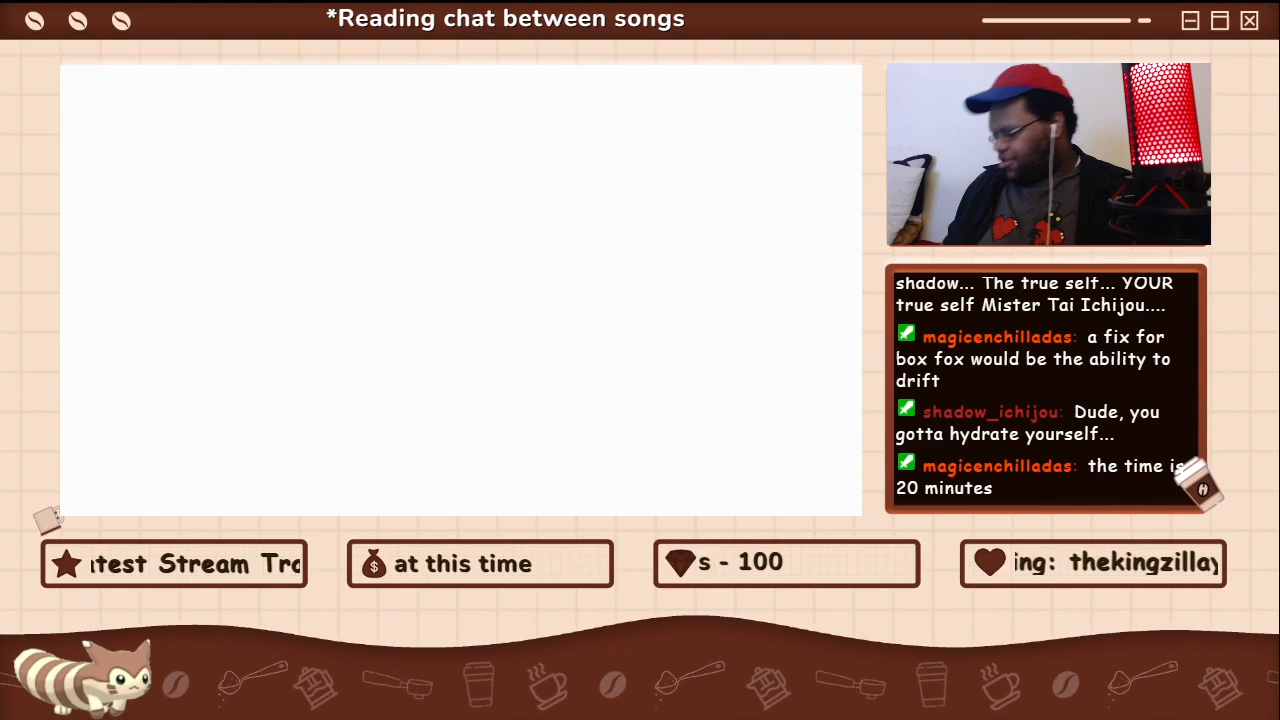 *Reading chat between songs
shadow... The true self... YOUR
true self Mister Tai Ichijou....
magicenchilladas: a fix for
box fox would be the ability to
drift
shadow_ichijou: Dude, you
gotta hydrate yourself...
magicenchilladas: the time is
20 minutes
atest Stream Tra
at this time
s - 100
ing: thekingzillay